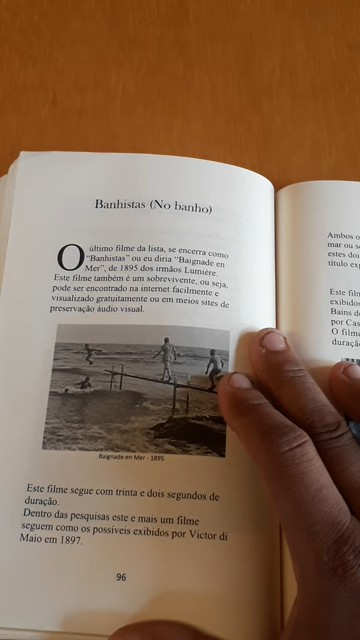 Banhistas (No banho)
O último filme da lista, se encerra como
"Banhistas" ou eu diria "Baignade en
Mer", de 1895 dos irmãos Lumière.
Este filme também é um sobrevivente, ou seja,
pode ser encontrado na internet facilmente e
visualizado gratuitamente ou em meios sites de
preservação áudio visual.
Baignade en Mer - 1895
Este filme segue com trinta e dois segundos de
duração.
Dentro das pesquisas este e mais um filme
seguem como os possíveis exibidos por Victor di
Maio em 1897.
96
Ambos o
mar ou s
estes doi
título exp
Este film
exibidos
Bains d
por Cas
O filme
duraçã